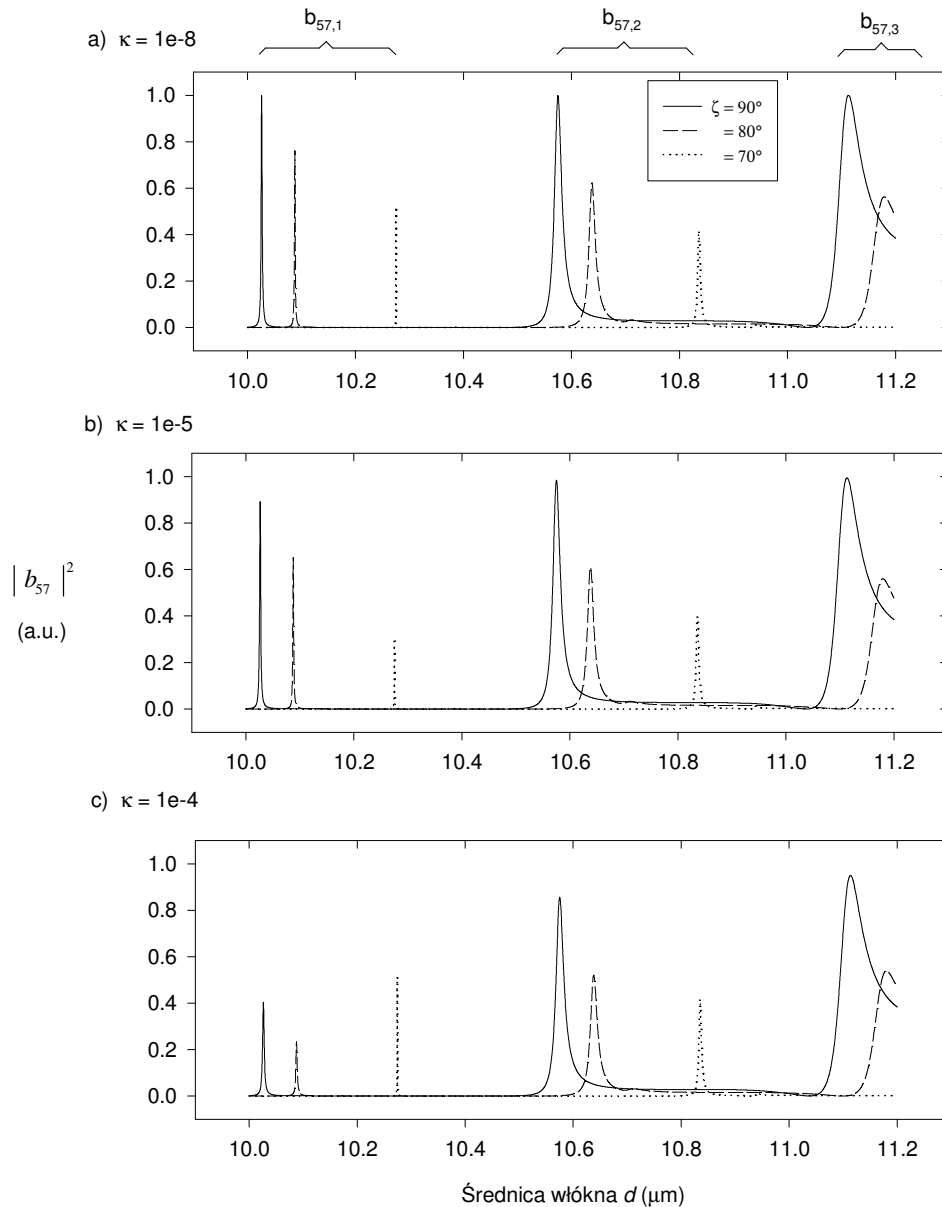 b57,1
b57,2
b57,3
a) κ = 1e-8
ζ = 90°
= 80°
= 70°
1.0
0.8
0.6
0.4
0.2
0.0
10.0 10.2 10.4 10.6 10.8 11.0 11.2
b) κ = 1e-5
1.0
0.8
0.6
0.4
0.2
0.0
10.0 10.2 10.4 10.6 10.8 11.0 11.2
| b57 |²
(a.u.)
c) κ = 1e-4
1.0
0.8
0.6
0.4
0.2
0.0
10.0 10.2 10.4 10.6 10.8 11.0 11.2
Średnica włókna d (μm)